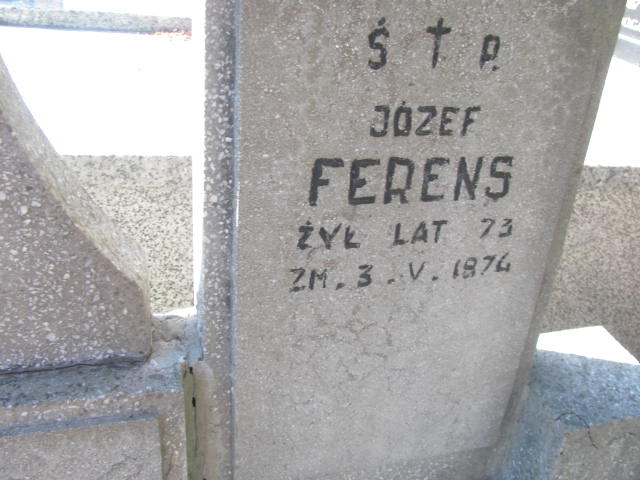 Ś † P.
JÓZEF
FERENS
ŻYŁ LAT 73
ZM. 3. V. 1974